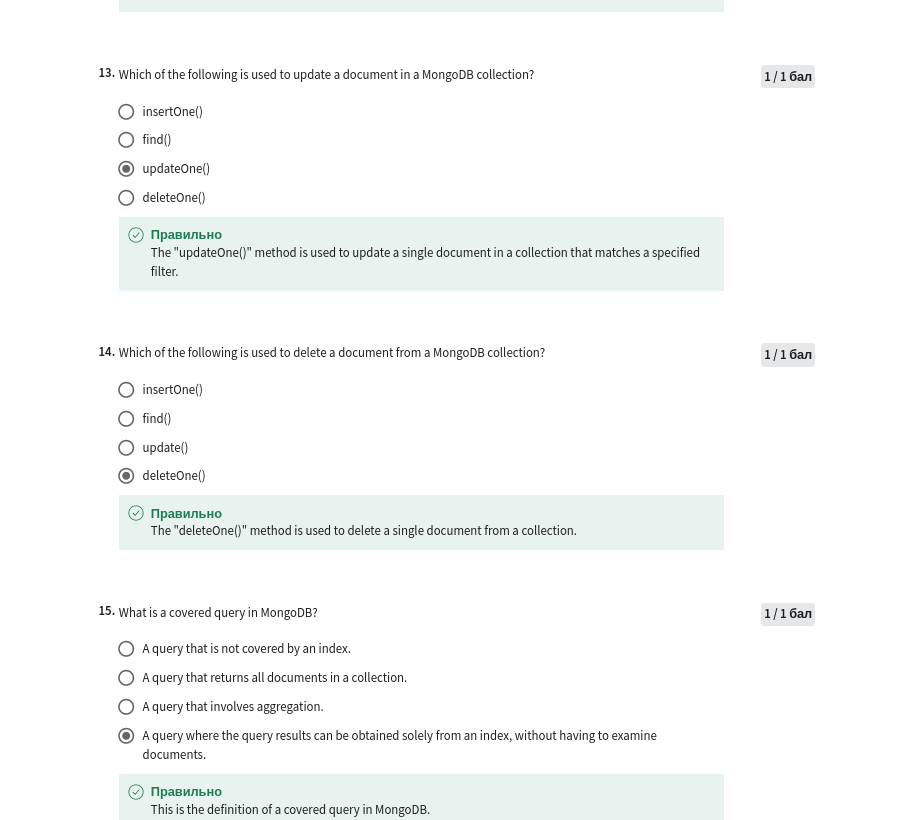 13. Which of the following is used to update a document in a MongoDB collection?
1 / 1 бал
insertOne()
find()
updateOne()
deleteOne()
Правильно
The "updateOne()" method is used to update a single document in a collection that matches a specified
filter.
14. Which of the following is used to delete a document from a MongoDB collection?
1 / 1 бал
insertOne()
find()
update()
deleteOne()
Правильно
The "deleteOne()" method is used to delete a single document from a collection.
15. What is a covered query in MongoDB?
1 / 1 бал
A query that is not covered by an index.
A query that returns all documents in a collection.
A query that involves aggregation.
A query where the query results can be obtained solely from an index, without having to examine
documents.
Правильно
This is the definition of a covered query in MongoDB.